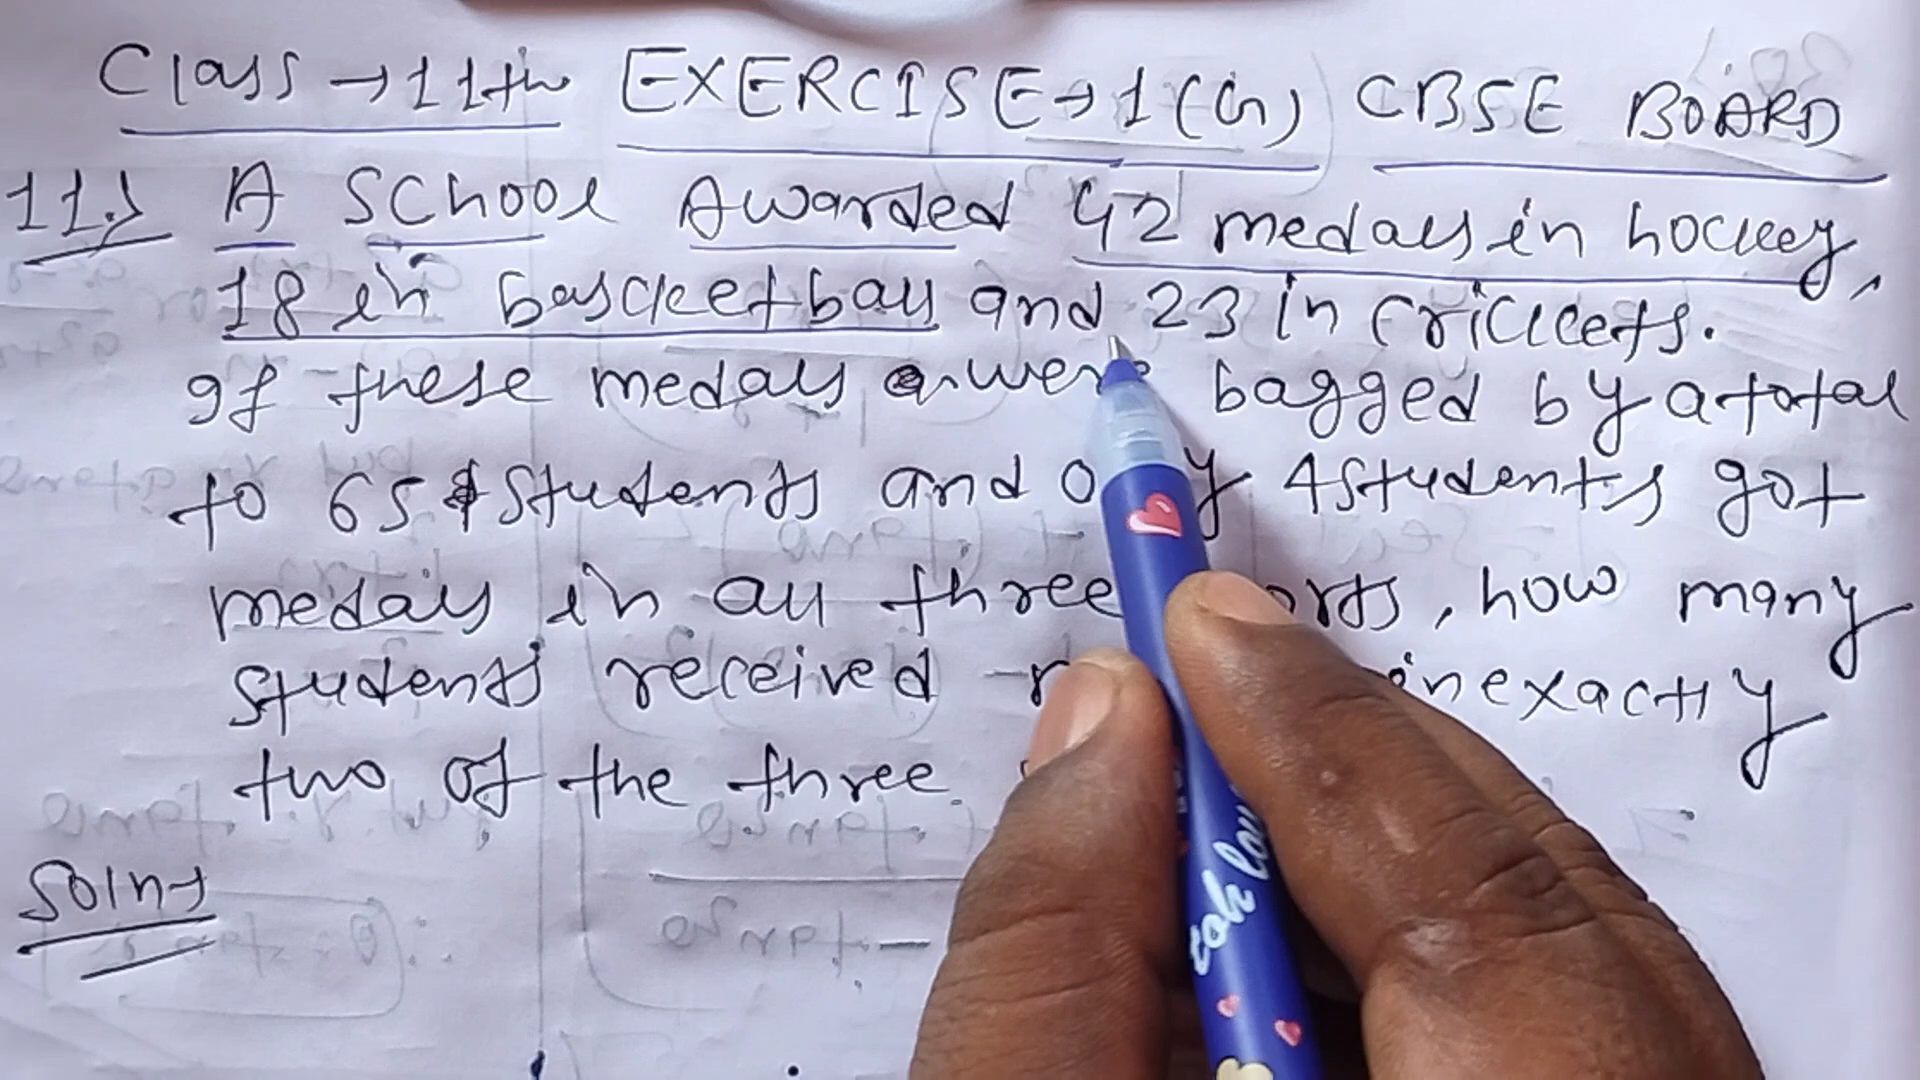 Class → 11th EXERCISE → 1(G) CBSE BOARD
11.) A School Awarded 42 medals in hockey,
18 in bascketball and 23 in Crickets.
If these medals were bagged by a total
to 65 Students and 4 Students got
medals in all three , how many
students received in exactly
two of the three
Soln→